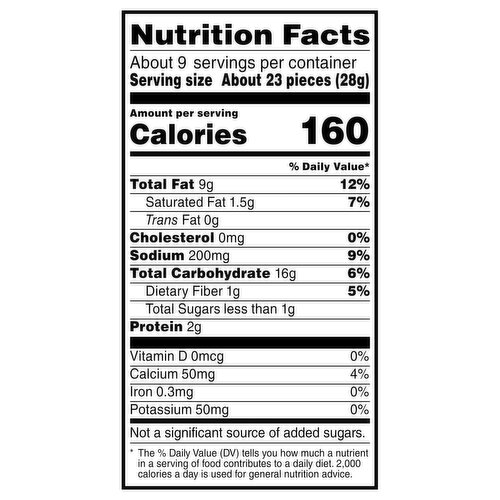 Nutrition Facts
About 9 servings per container
Serving size About 23 pieces (28g)
Amount per serving
Calories 160
% Daily Value*
Total Fat 9g 12%
Saturated Fat 1.5g 7%
Trans Fat 0g
Cholesterol 0mg 0%
Sodium 200mg 9%
Total Carbohydrate 16g 6%
Dietary Fiber 1g 5%
Total Sugars less than 1g
Protein 2g
Vitamin D 0mcg 0%
Calcium 50mg 4%
Iron 0.3mg 0%
Potassium 50mg 0%
Not a significant source of added sugars.
* The % Daily Value (DV) tells you how much a nutrient
in a serving of food contributes to a daily diet. 2,000
calories a day is used for general nutrition advice.